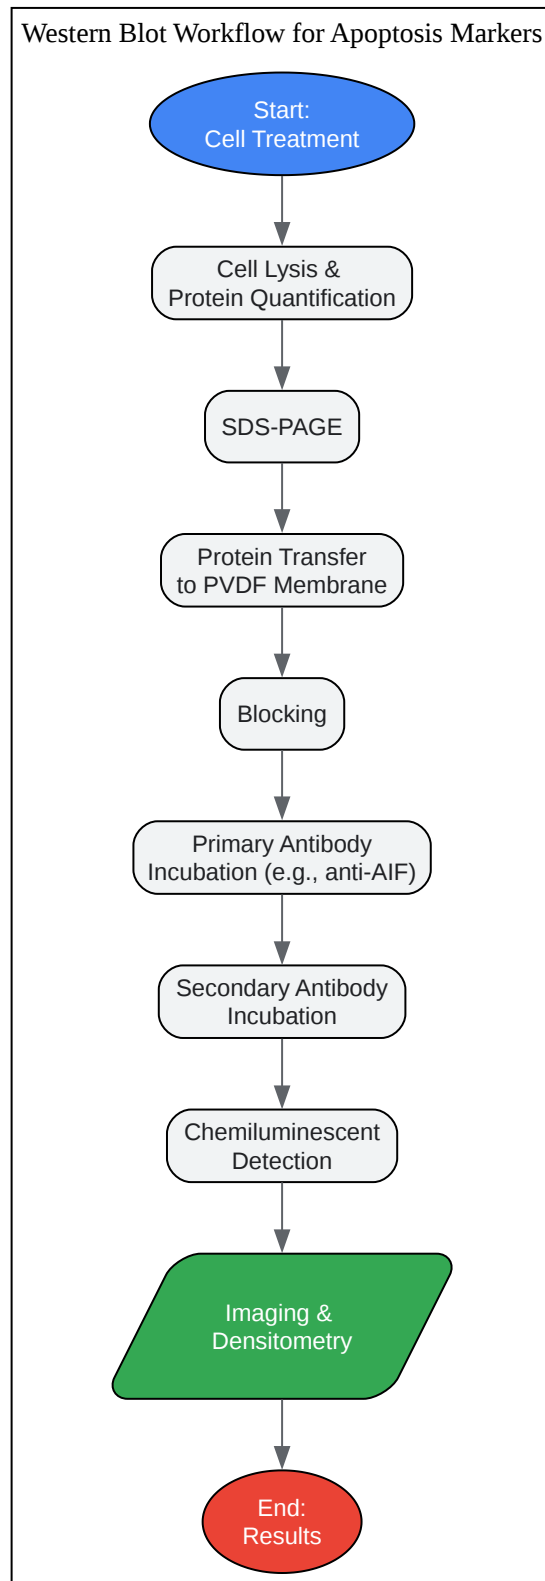 Western Blot Workflow for Apoptosis Markers
Start:
Cell Treatment
Cell Lysis &
Protein Quantification
SDS-PAGE
Protein Transfer
to PVDF Membrane
Blocking
Primary Antibody
Incubation (e.g., anti-AIF)
Secondary Antibody
Incubation
Chemiluminescent
Detection
Imaging &
Densitometry
End:
Results